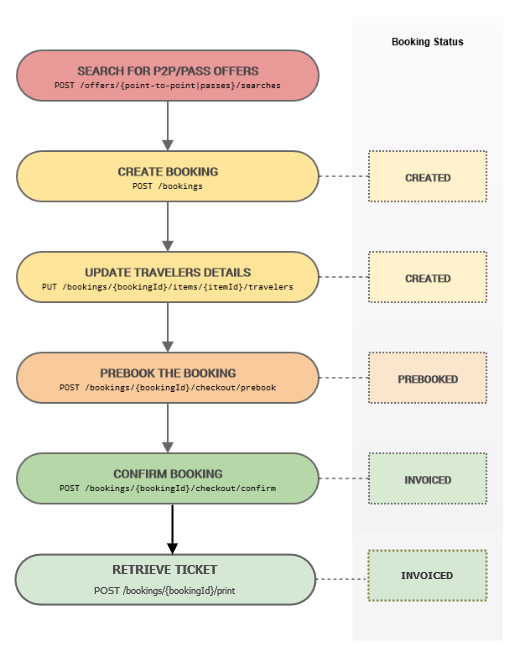 Booking Status
SEARCH FOR P2P/PASS OFFERS
POST /offers/{point-to-point|passes}/searches
CREATE BOOKING
POST /bookings
CREATED
UPDATE TRAVELERS DETAILS
PUT /bookings/{bookingId}/items/{itemId}/travelers
CREATED
PREBOOK THE BOOKING
POST /bookings/{bookingId}/checkout/prebook
PREBOOKED
CONFIRM BOOKING
POST /bookings/{bookingId}/checkout/confirm
INVOICED
RETRIEVE TICKET
POST /bookings/{bookingId}/print
INVOICED